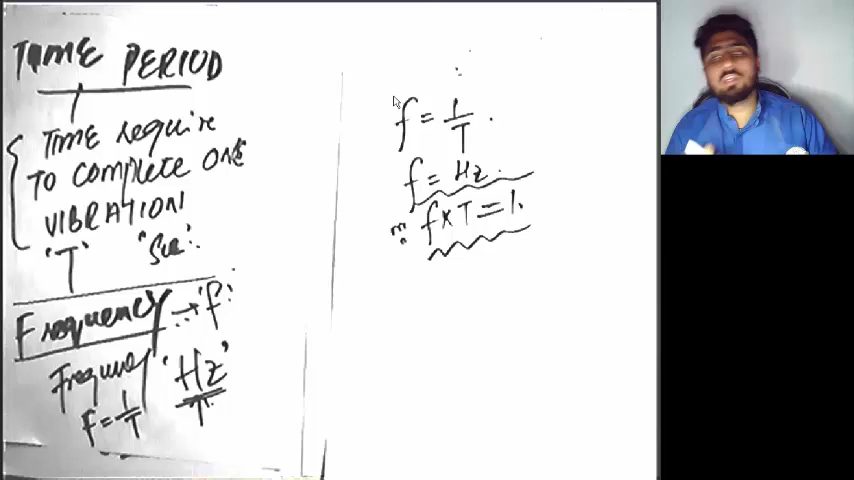 TIME PERIOD
TIME require
TO complete ONE
VIBRATION
'T' "Sec".
Frequency → 'f'
Frequency 'Hz'
F = 1/T T
f = 1/T .
f = Hz.
f x T = 1.